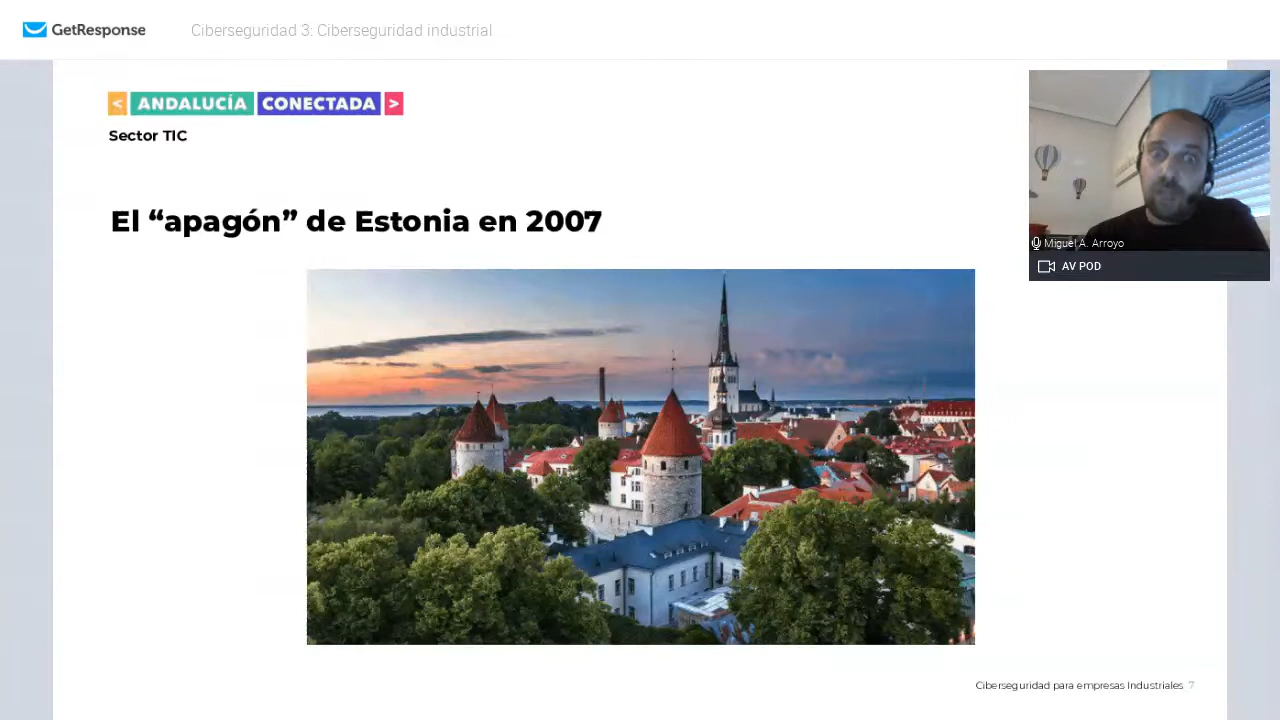 GetResponse
Ciberseguridad 3: Ciberseguridad industrial
< ANDALUCÍA CONECTADA >
Sector TIC
El “apagón” de Estonia en 2007
Miguel A. Arroyo
AV POD
Ciberseguridad para empresas Industriales 7